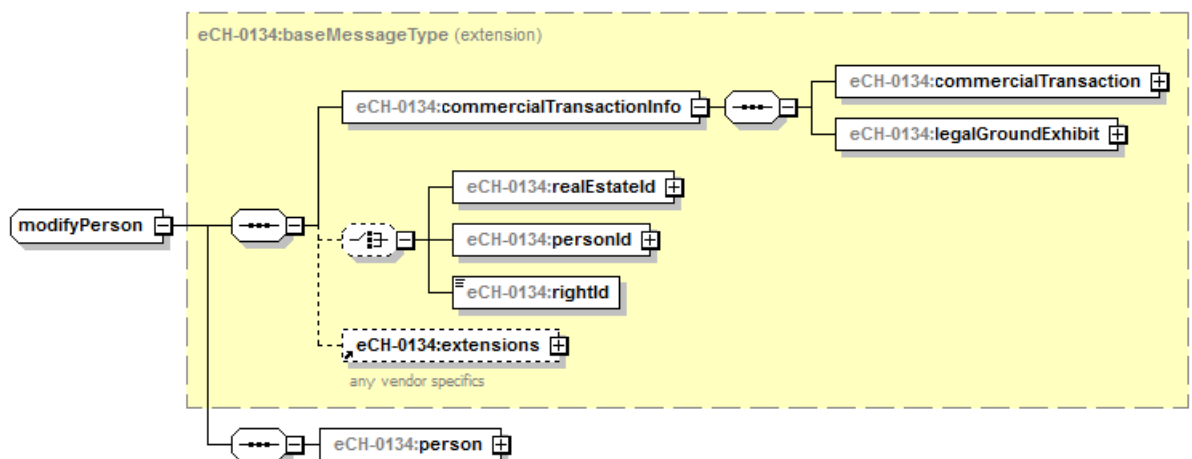 eCH-0134:baseMessageType (extension)
eCH-0134:commercialTransaction
eCH-0134:commercialTransactionInfo
eCH-0134:legalGroundExhibit
eCH-0134:realEstateId
modifyPerson
eCH-0134:personId
eCH-0134:rightId
eCH-0134:extensions
any vendor specifics
eCH-0134:person